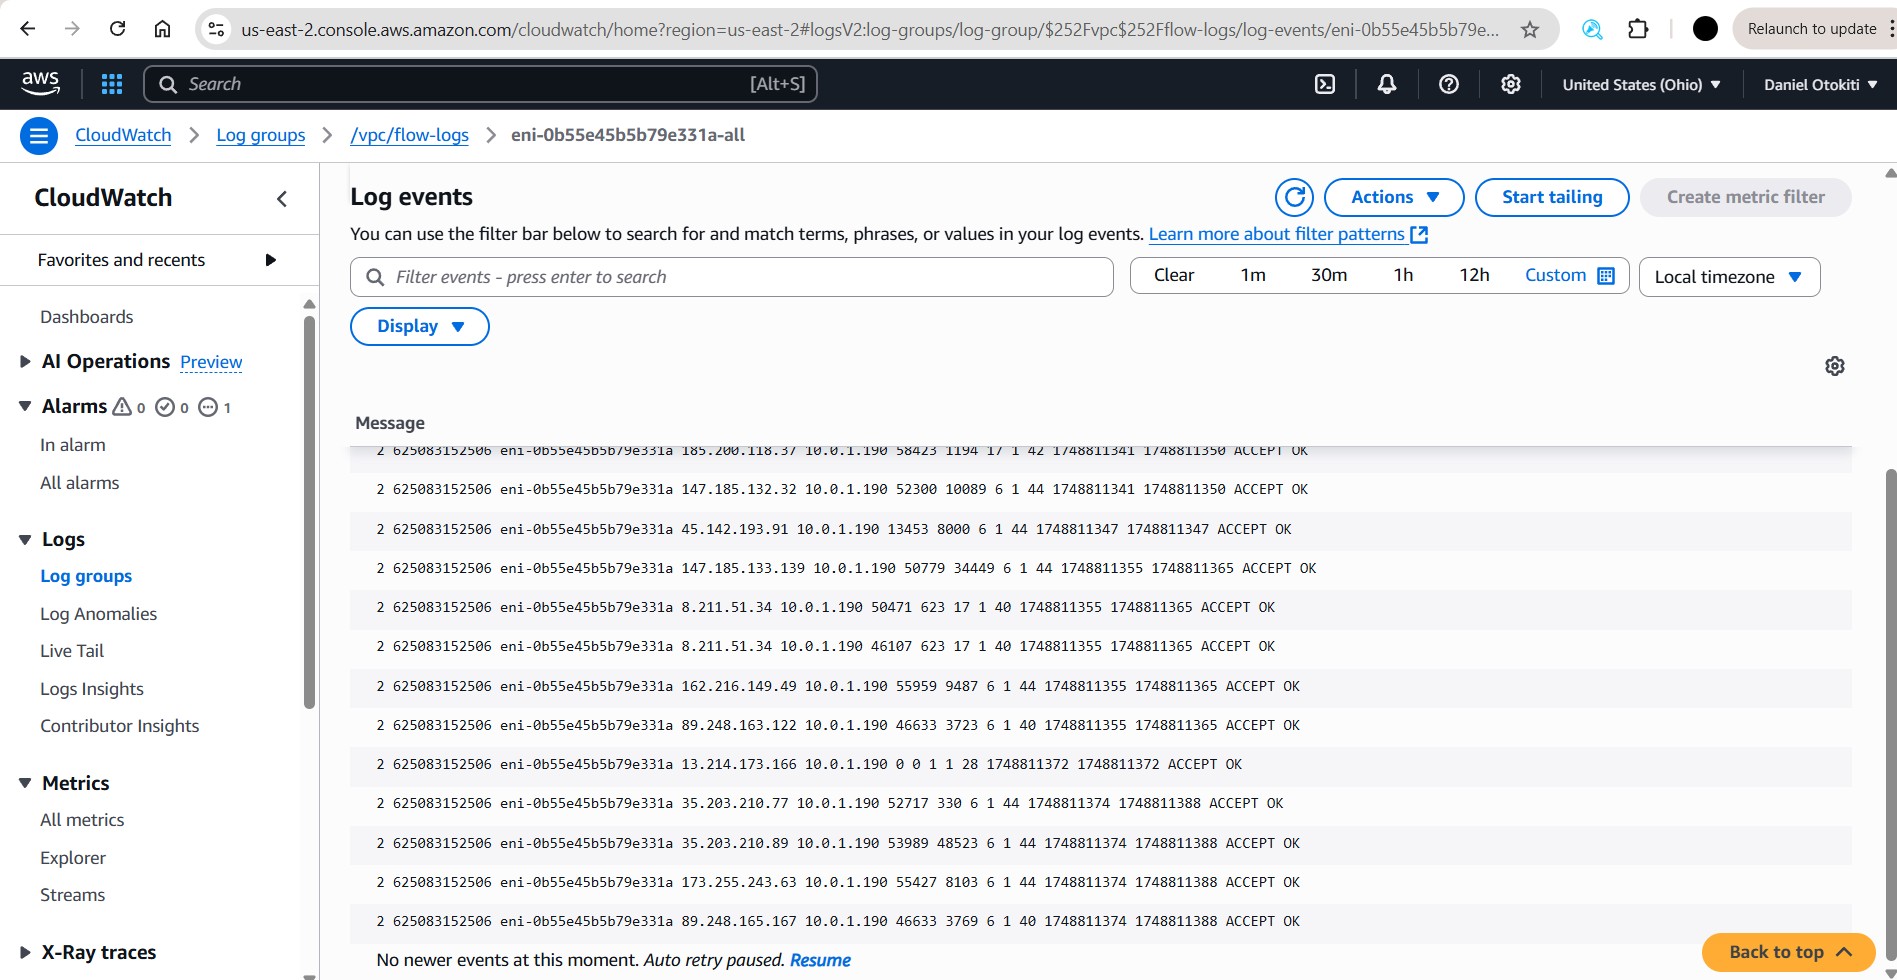 us-east-2.console.aws.amazon.com/cloudwatch/home?region=us-east-2#logsV2:log-groups/log-group/$252Fvpc$252Fflow-logs/log-events/eni-0b55e45b5b79e...
Relaunch to update
aws
Search [Alt+S]
United States (Ohio)
Daniel Otokiti
CloudWatch
Log groups
/vpc/flow-logs
eni-0b55e45b5b79e331a-all
CloudWatch
Favorites and recents
Dashboards
AI Operations Preview
Alarms 0 0 1
In alarm
All alarms
Logs
Log groups
Log Anomalies
Live Tail
Logs Insights
Contributor Insights
Metrics
All metrics
Explorer
Streams
X-Ray traces
Log events
Actions
Start tailing
Create metric filter
You can use the filter bar below to search for and match terms, phrases, or values in your log events. Learn more about filter patterns
Filter events - press enter to search
Clear 1m 30m 1h 12h Custom
Local timezone
Display
Message
2 625083152506 eni-0b55e45b5b79e331a 185.200.118.37 10.0.1.190 58423 1194 17 1 42 1748811341 1748811350 ACCEPT OK
2 625083152506 eni-0b55e45b5b79e331a 147.185.132.32 10.0.1.190 52300 10089 6 1 44 1748811341 1748811350 ACCEPT OK
2 625083152506 eni-0b55e45b5b79e331a 45.142.193.91 10.0.1.190 13453 8000 6 1 44 1748811347 1748811347 ACCEPT OK
2 625083152506 eni-0b55e45b5b79e331a 147.185.133.139 10.0.1.190 50779 34449 6 1 44 1748811355 1748811365 ACCEPT OK
2 625083152506 eni-0b55e45b5b79e331a 8.211.51.34 10.0.1.190 50471 623 17 1 40 1748811355 1748811365 ACCEPT OK
2 625083152506 eni-0b55e45b5b79e331a 8.211.51.34 10.0.1.190 46107 623 17 1 40 1748811355 1748811365 ACCEPT OK
2 625083152506 eni-0b55e45b5b79e331a 162.216.149.49 10.0.1.190 55959 9487 6 1 44 1748811355 1748811365 ACCEPT OK
2 625083152506 eni-0b55e45b5b79e331a 89.248.163.122 10.0.1.190 46633 3723 6 1 40 1748811355 1748811365 ACCEPT OK
2 625083152506 eni-0b55e45b5b79e331a 13.214.173.166 10.0.1.190 0 0 1 1 28 1748811372 1748811372 ACCEPT OK
2 625083152506 eni-0b55e45b5b79e331a 35.203.210.77 10.0.1.190 52717 330 6 1 44 1748811374 1748811388 ACCEPT OK
2 625083152506 eni-0b55e45b5b79e331a 35.203.210.89 10.0.1.190 53989 48523 6 1 44 1748811374 1748811388 ACCEPT OK
2 625083152506 eni-0b55e45b5b79e331a 173.255.243.63 10.0.1.190 55427 8103 6 1 44 1748811374 1748811388 ACCEPT OK
2 625083152506 eni-0b55e45b5b79e331a 89.248.165.167 10.0.1.190 46633 3769 6 1 40 1748811374 1748811388 ACCEPT OK
No newer events at this moment. Auto retry paused. Resume
Back to top